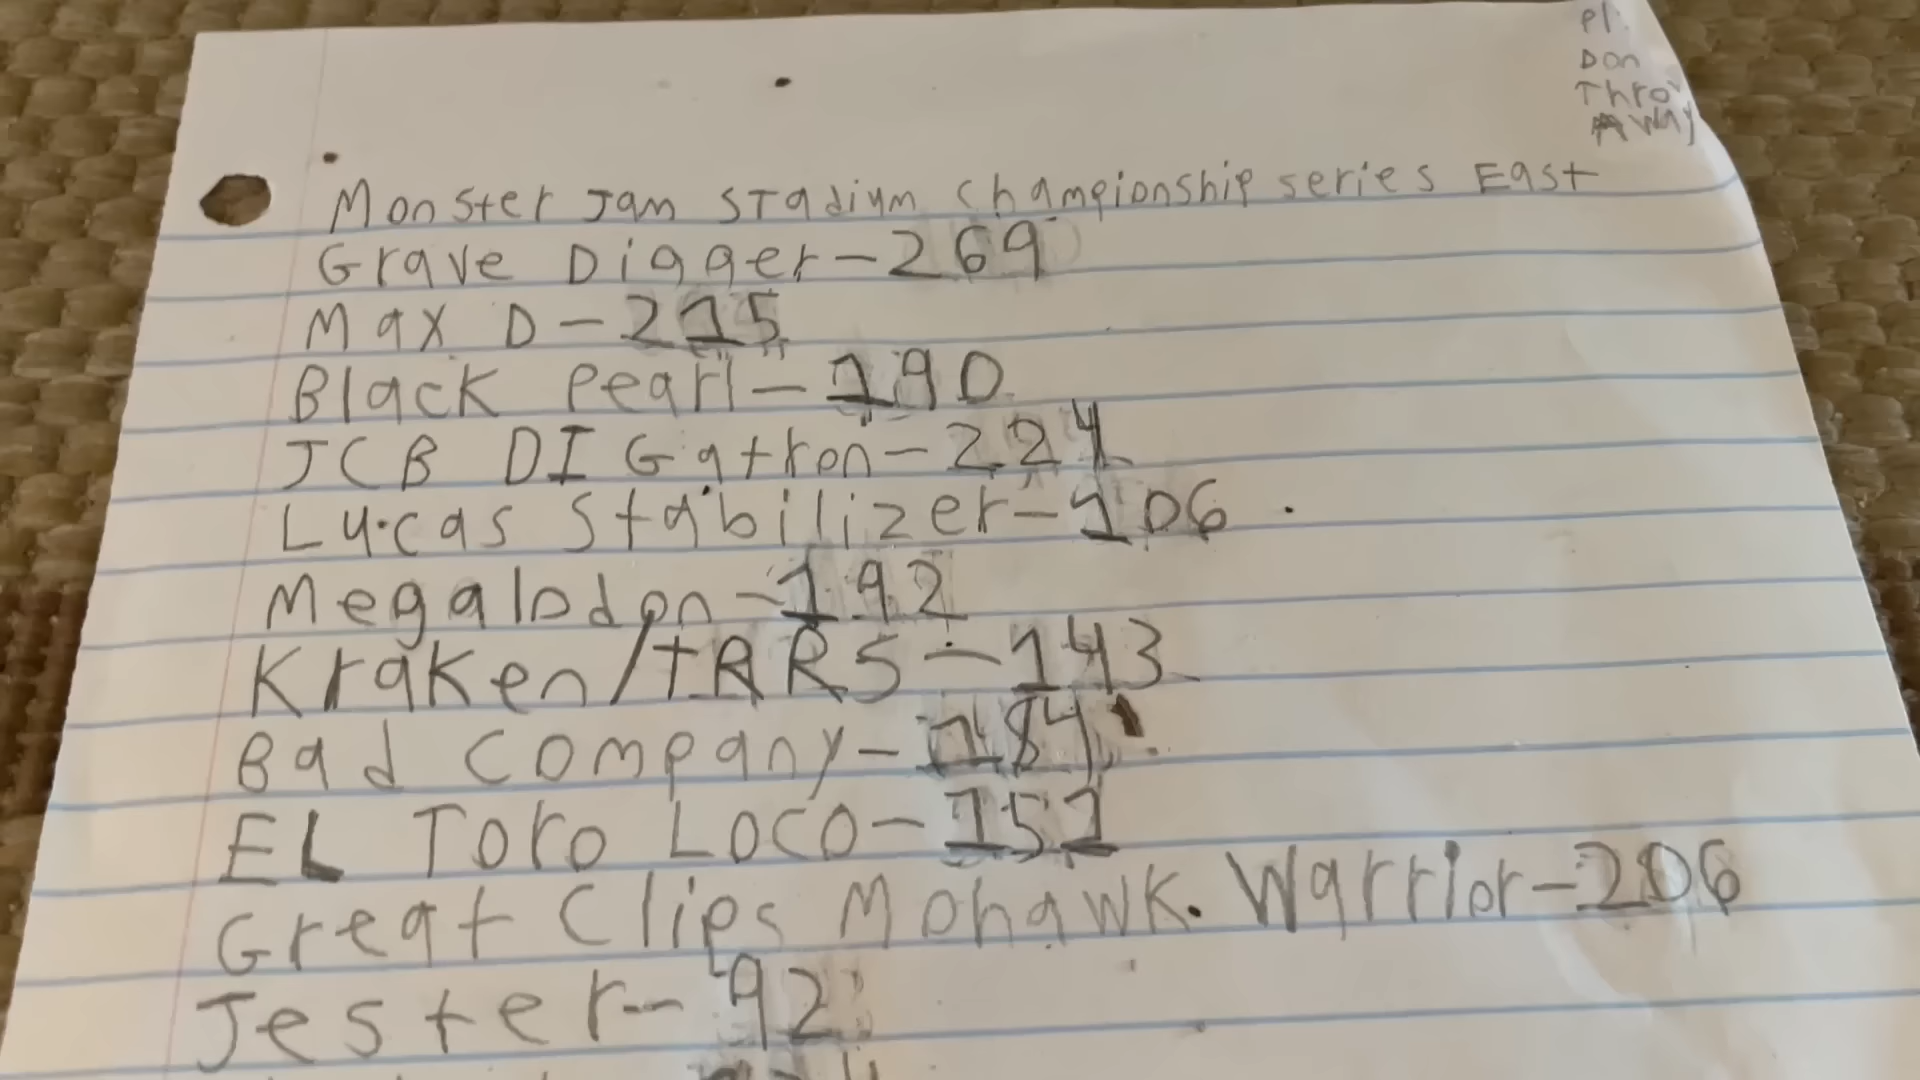 Pl
Don
Thro
Away
Monster Jam Stadium Championship series East
Grave Digger-269
Max D-215
Black Pearl-190
JCB DIGatron-224
Lucas Stabilizer-106
Megalodon-192
Kraken/TRRS-143
Bad Company-184
EL Toro Loco-151
Great Clips Mohawk Warrior-206
Jester-92